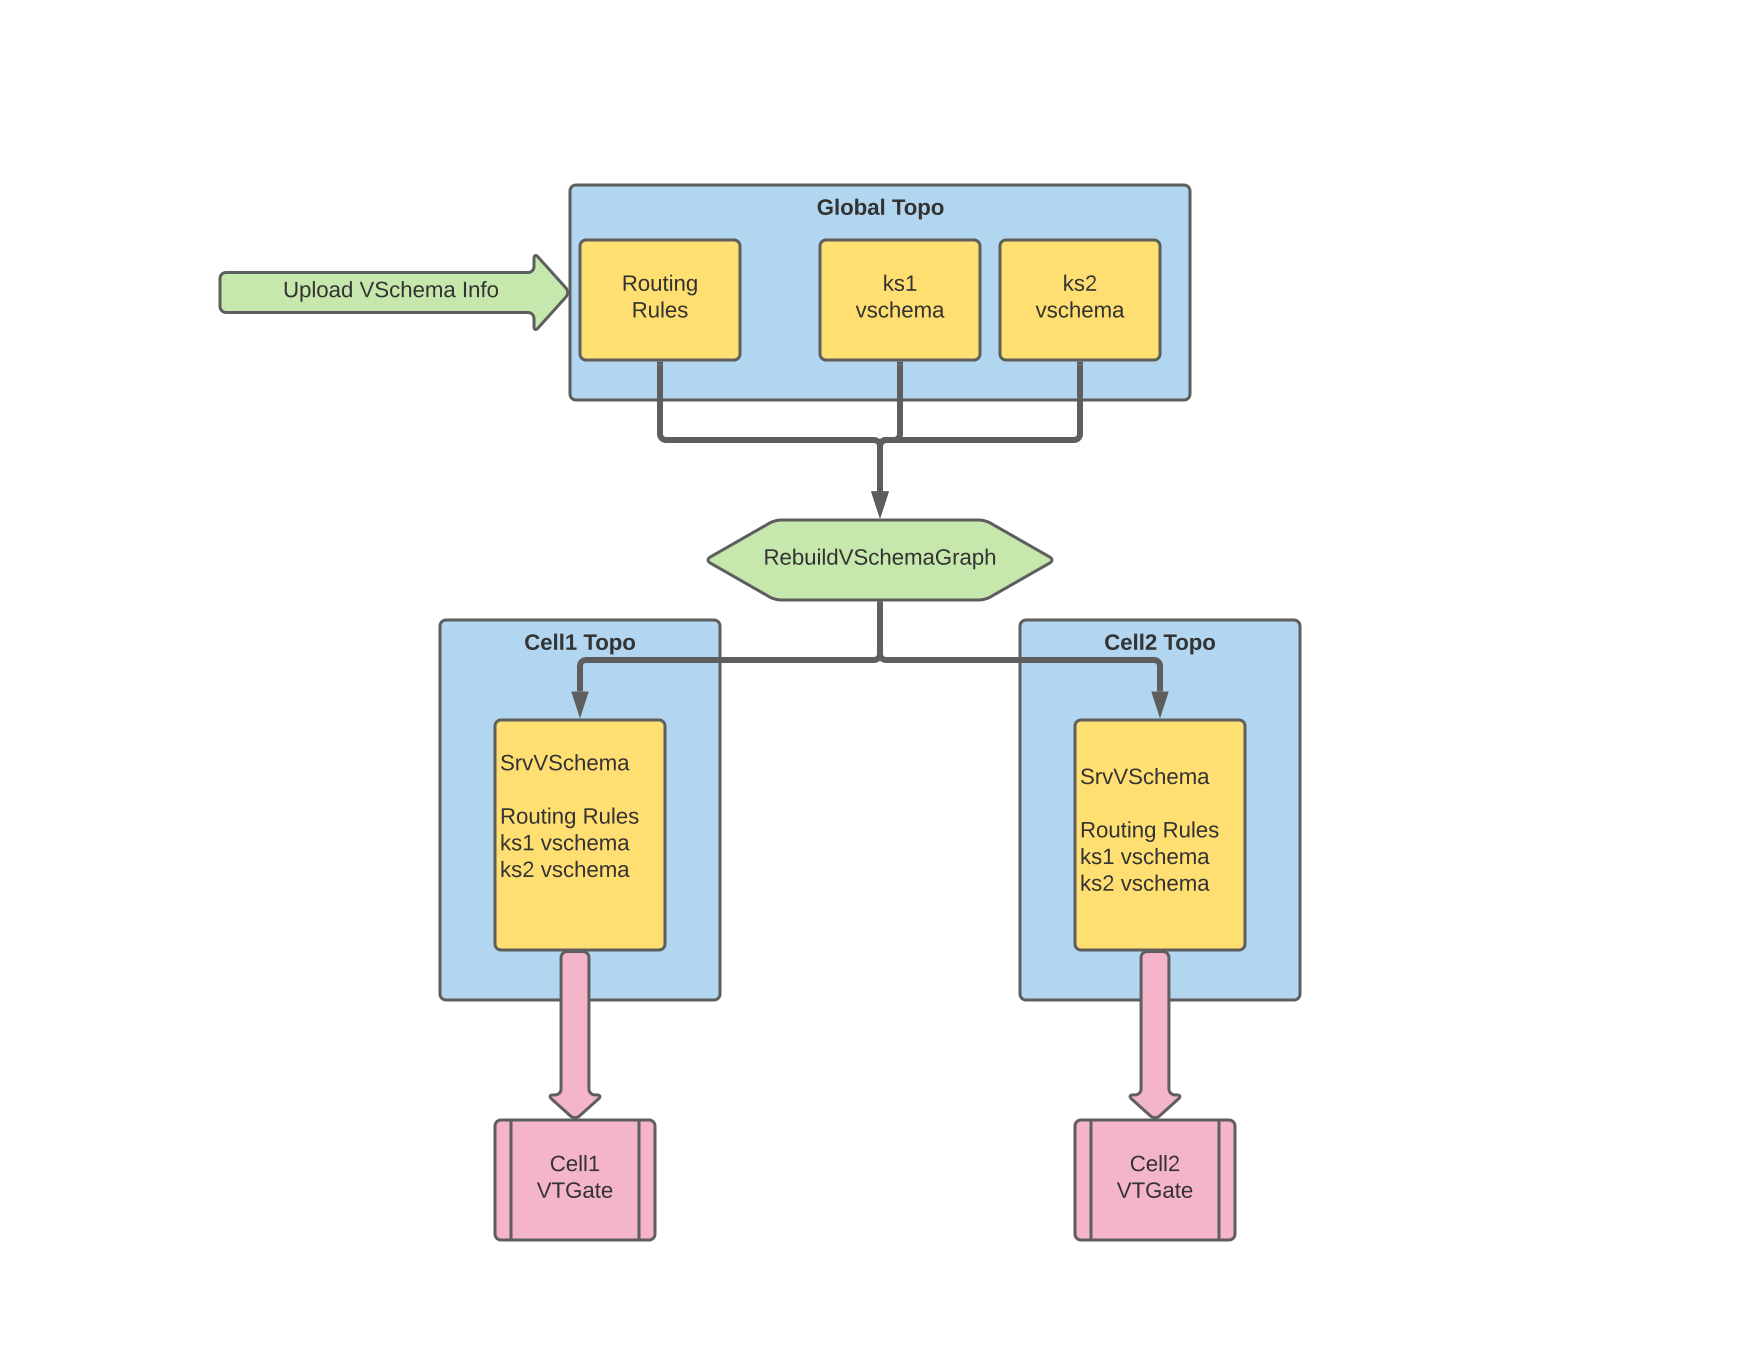 Global Topo
Upload VSchema Info
Routing
Rules
ks1
vschema
ks2
vschema
RebuildVSchemaGraph
Cell1 Topo
SrvVSchema
Routing Rules
ks1 vschema
ks2 vschema
Cell2 Topo
SrvVSchema
Routing Rules
ks1 vschema
ks2 vschema
Cell1
VTGate
Cell2
VTGate